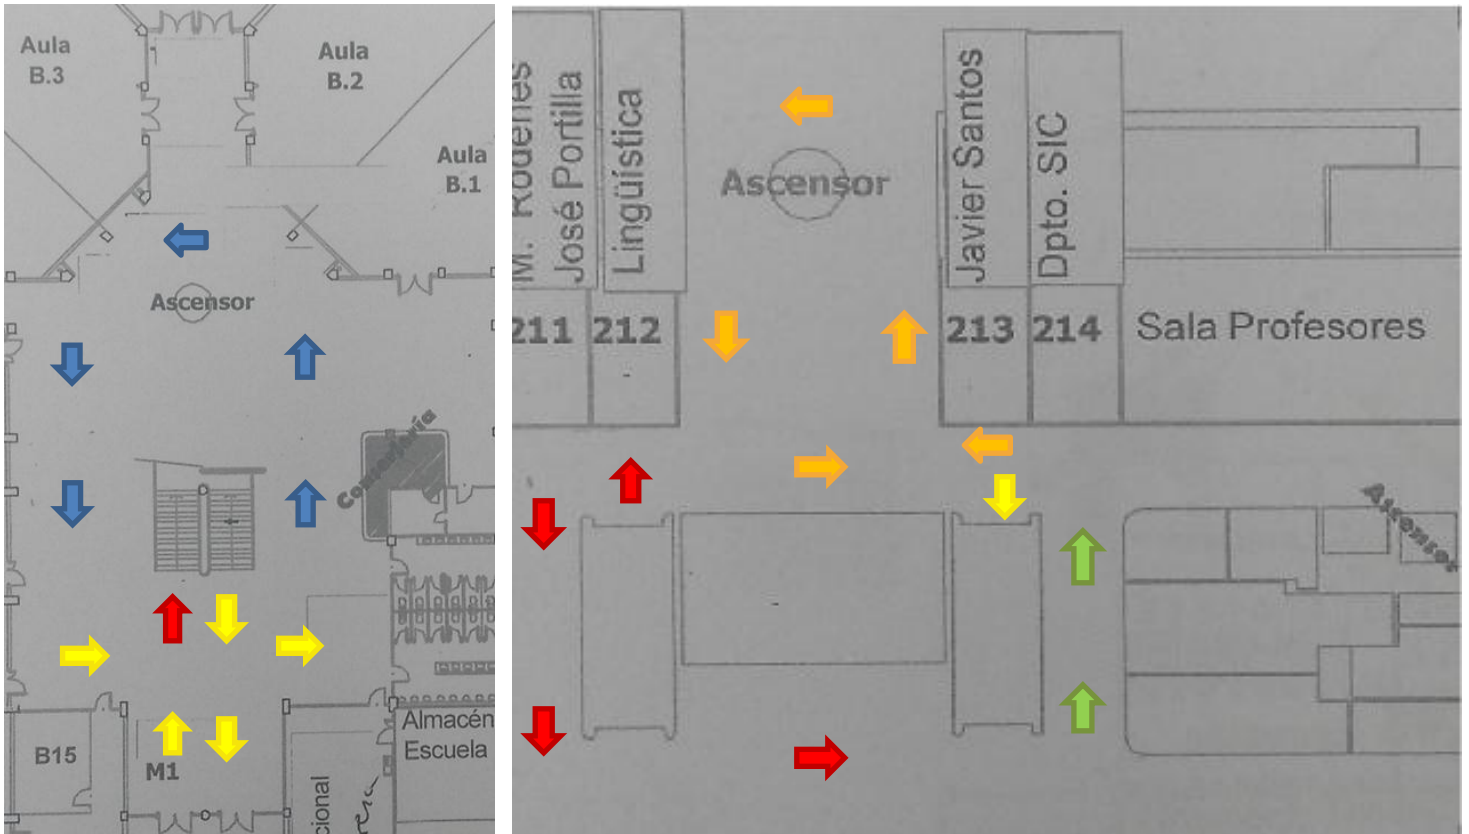 Aula
B.3
Aula
B.2
Aula
B.1
Ascensor
Conserjería
B15
M1
Almacén
Escuela
cional
M. Rodenes
José Portilla
Lingüística
Ascensor
Javier Santos
Dpto. SIC
211
212
213
214
Sala Profesores
Ascensor